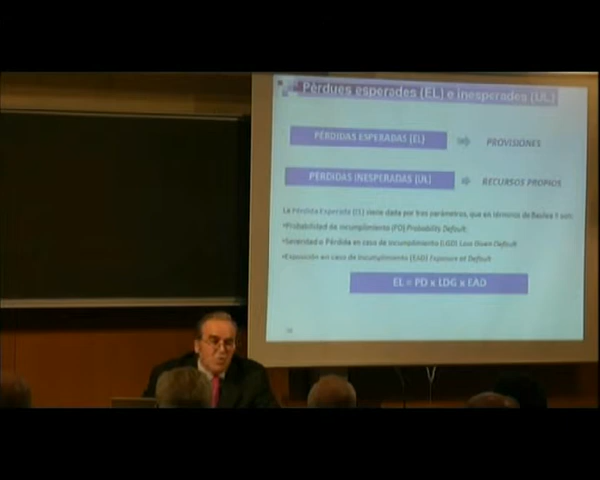 Pèrdues esperades (EL) e inesperades (UL)
PÉRDIDAS ESPERADAS (EL)
PROVISIONES
PÉRDIDAS INESPERADAS (UL)
RECURSOS PROPIOS
La Pérdida Esperada (EL) viene dada por tres parámetros, que en términos de Basilea II son:
•Probabilidad de Incumplimiento (PD) Probability Default.
•Severidad o Pérdida en caso de Incumplimiento (LGD) Loss Given Default
•Exposición en caso de Incumplimiento (EAD) Exposure at Default
EL = PD x LDG x EAD